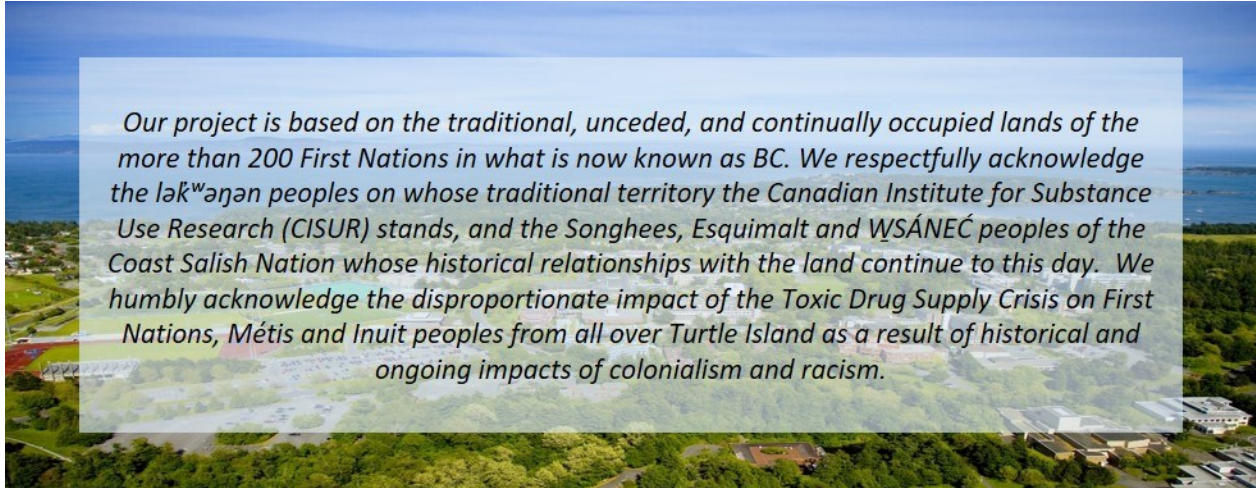 Our project is based on the traditional, unceded, and continually occupied lands of the
more than 200 First Nations in what is now known as BC. We respectfully acknowledge
the lək̓ʷəŋən peoples on whose traditional territory the Canadian Institute for Substance
Use Research (CISUR) stands, and the Songhees, Esquimalt and W̱SÁNEĆ peoples of the
Coast Salish Nation whose historical relationships with the land continue to this day. We
humbly acknowledge the disproportionate impact of the Toxic Drug Supply Crisis on First
Nations, Métis and Inuit peoples from all over Turtle Island as a result of historical and
ongoing impacts of colonialism and racism.